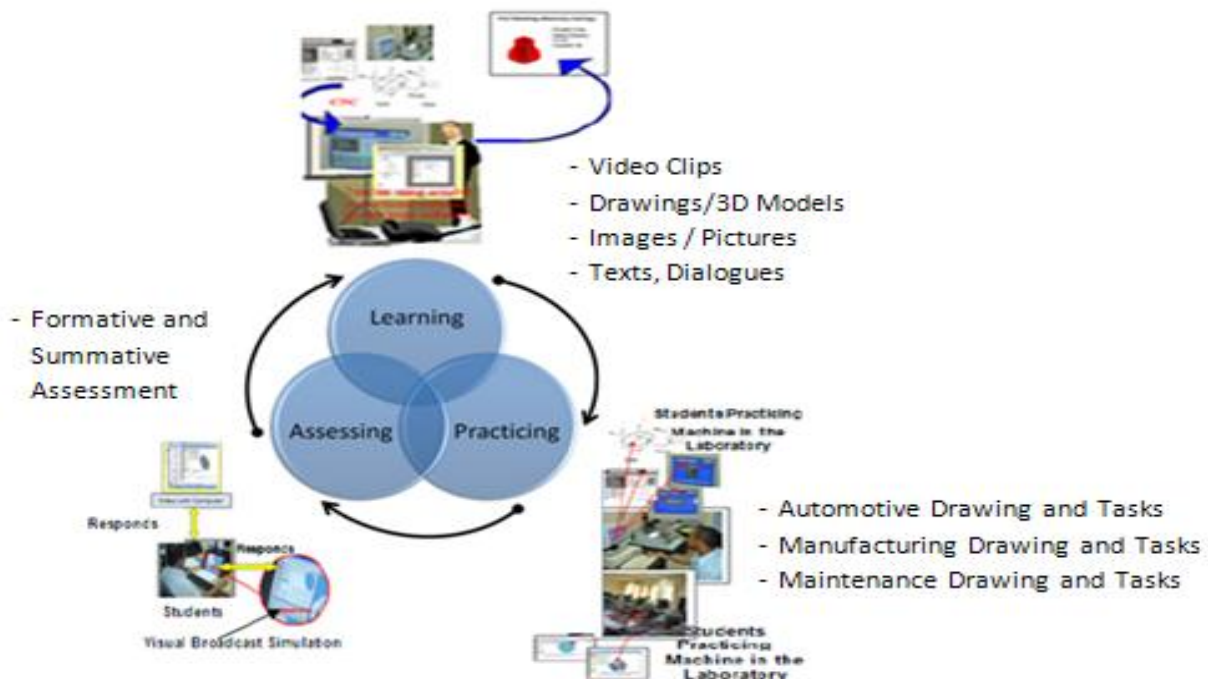 CNC
- Video Clips
- Drawings/3D Models
- Images / Pictures
- Texts, Dialogues
- Formative and
Summative
Assessment
Learning
Assessing
Practicing
Students Practicing
Machine in the
Laboratory
- Automotive Drawing and Tasks
- Manufacturing Drawing and Tasks
- Maintenance Drawing and Tasks
Responds
Responds
Students
Visual Broadcast Simulation
Students
Practicing
Machine in the
Laboratory